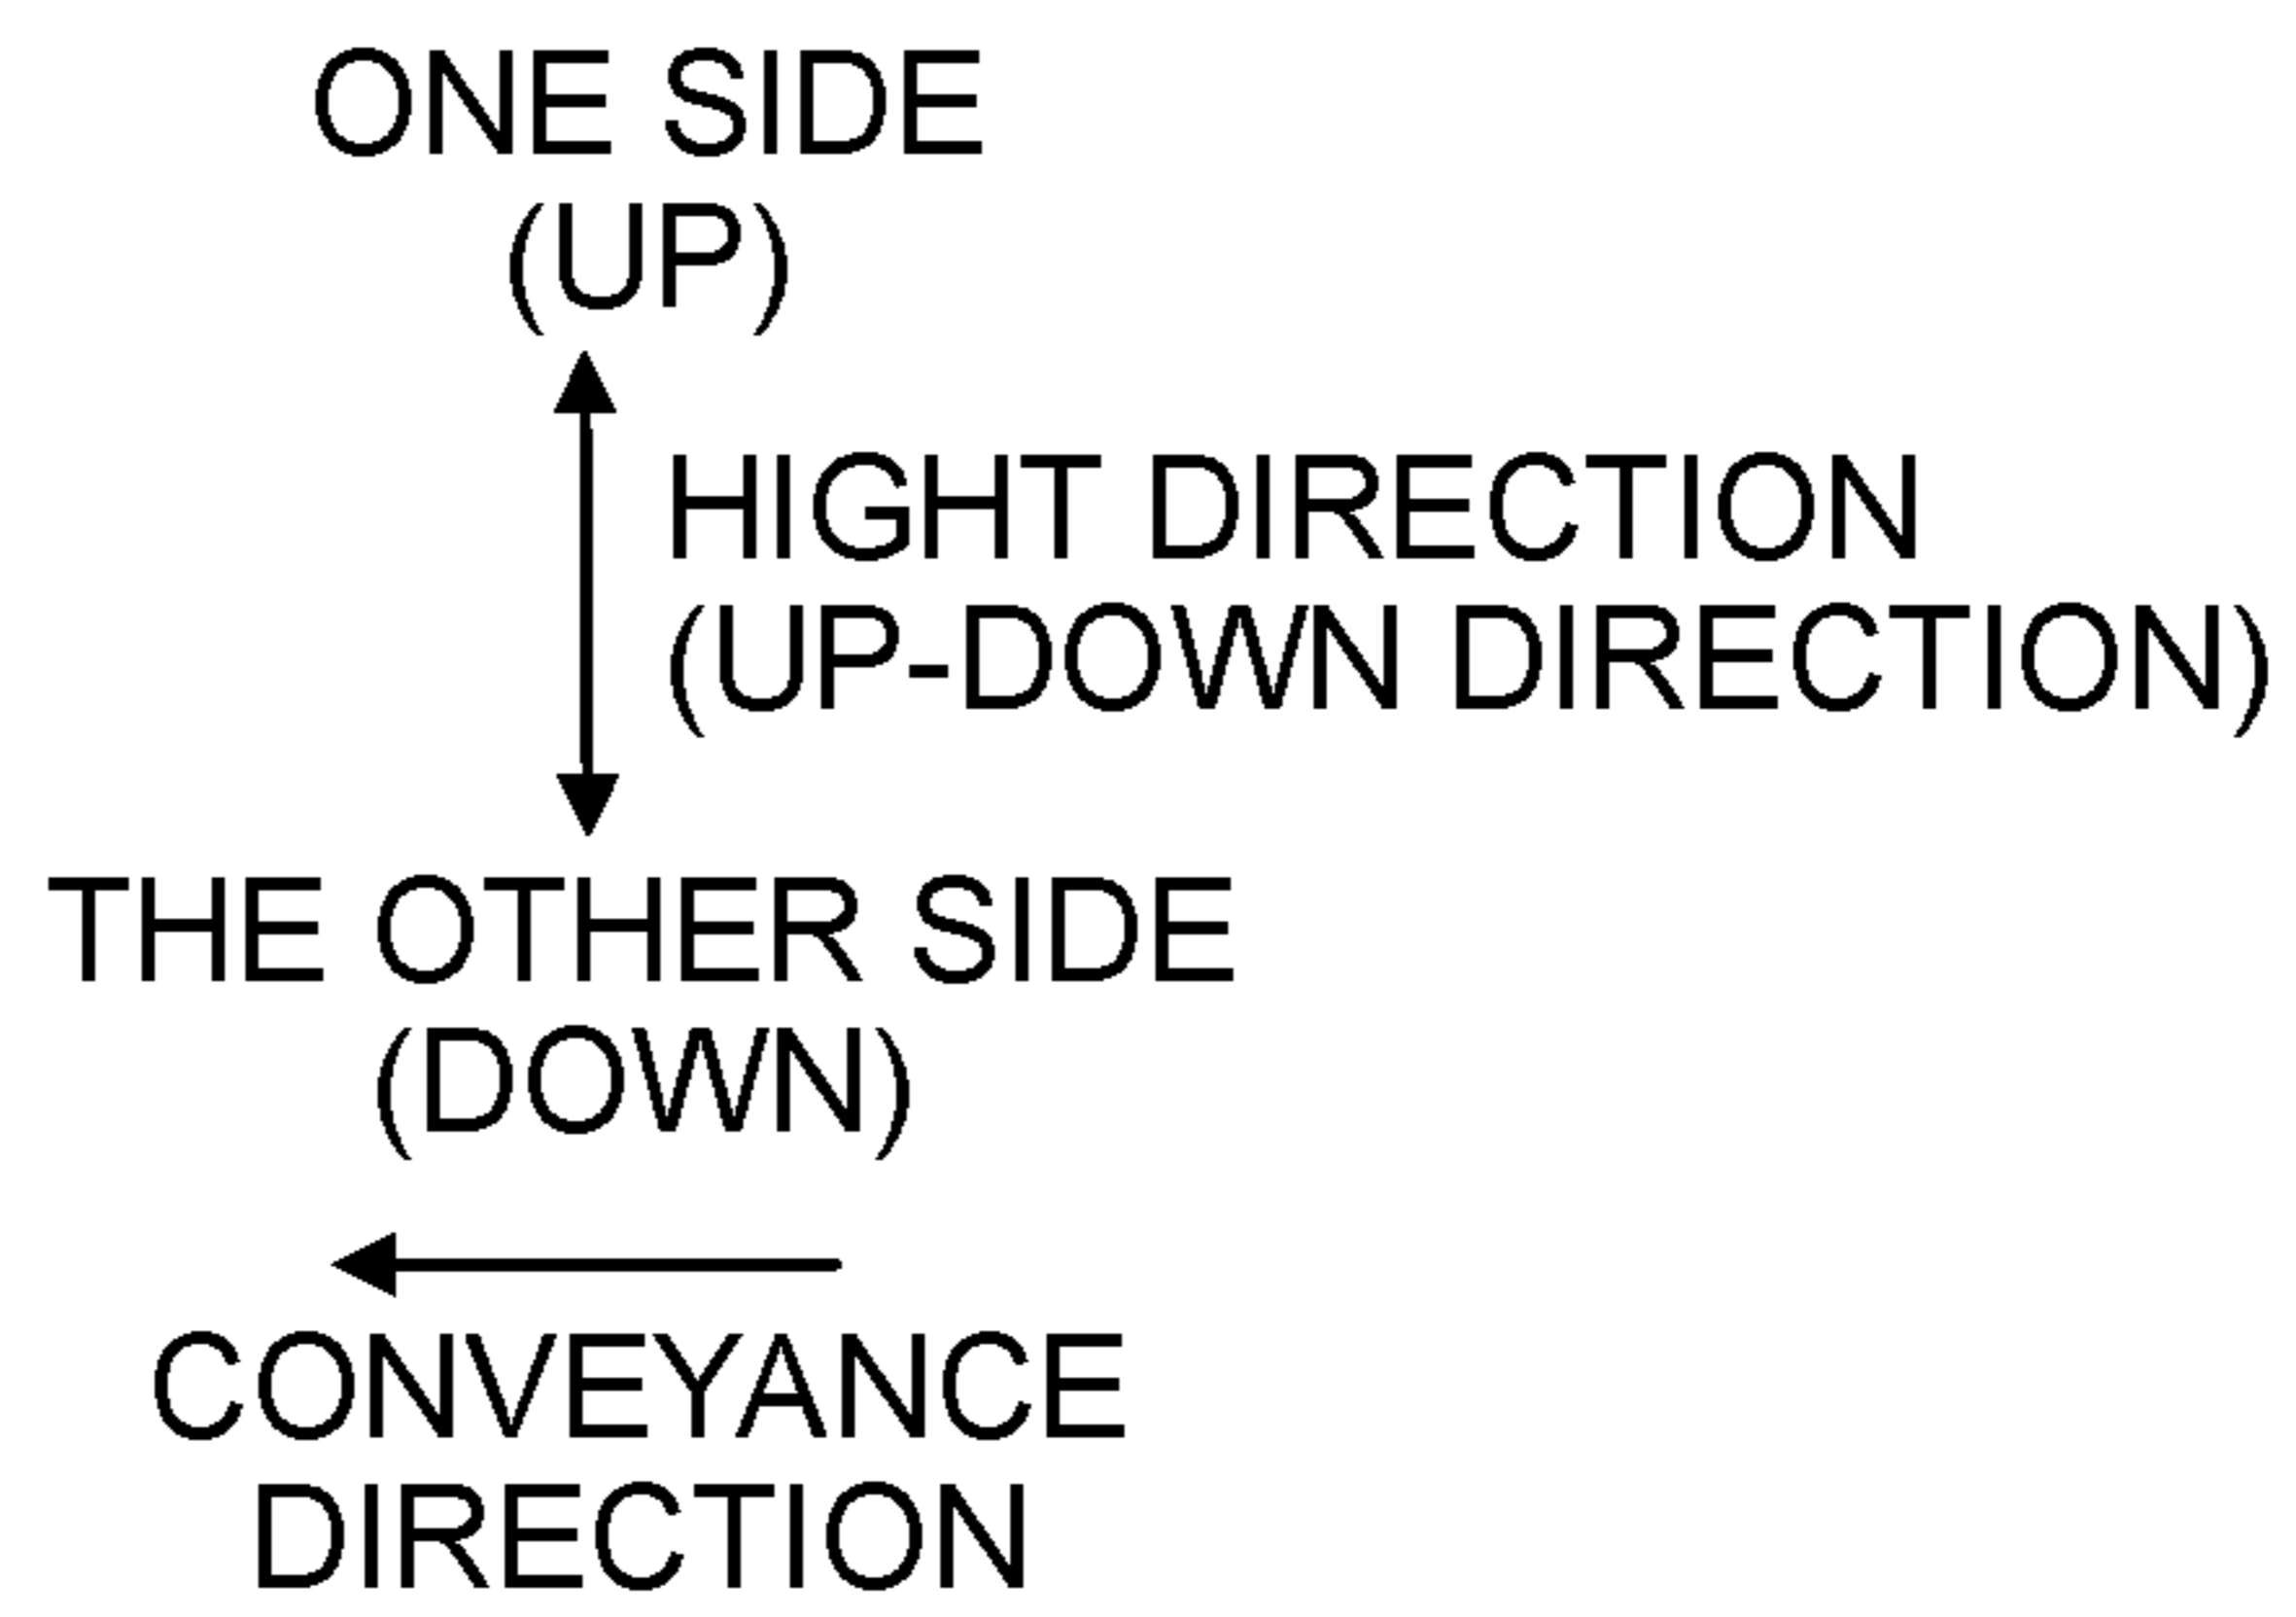 ONE SIDE
(UP)
HIGHT DIRECTION
(UP-DOWN DIRECTION)
THE OTHER SIDE
(DOWN)
CONVEYANCE
DIRECTION